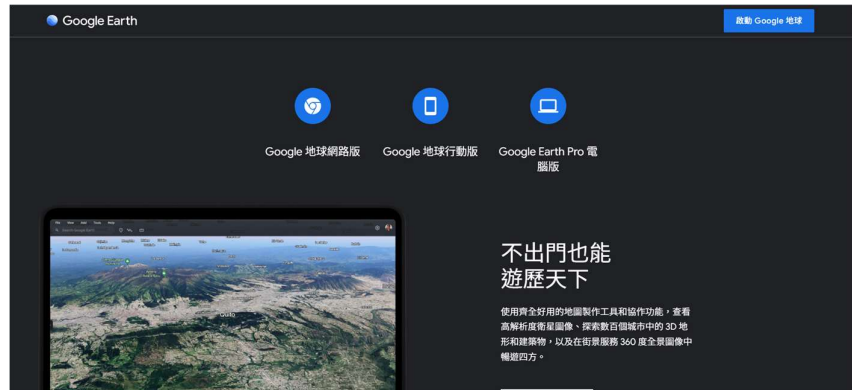 Google Earth
啟動 Google 地球
Google 地球網路版
Google 地球行動版
Google Earth Pro 電
腦版
不出門也能
遊歷天下
使用齊全好用的地圖製作工具和協作功能，查看
高解析度衛星圖像、探索數百個城市中的 3D 地
形和建築物，以及在街景服務 360 度全景圖像中
暢遊四方。
File View Add Tools Help
Quito